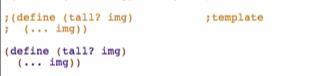 ;(define (tall? img)          ;template
;  (... img))
(define (tall? img)
  (... img))